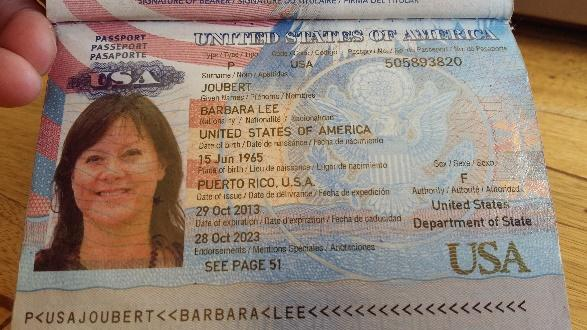 SIGNATURE OF BEARER / SIGNATURE DU TITULAIRE / FIRMA DEL TITULAR
PASSPORT
PASSEPORT
PASAPORTE
USA
UNITED STATES OF AMERICA
Type / Type / Tipo Code / Code / Código Passport No. / No. du Passeport / No. de Pasaporte
P USA 505893820
Surname / Nom / Apellidos
JOUBERT
Given Names / Prénoms / Nombres
BARBARA LEE
Nationality / Nationalité / Nacionalidad
UNITED STATES OF AMERICA
Date of birth / Date de naissance / Fecha de nacimiento
15 Jun 1965
Place of birth / Lieu de naissance / Lugar de nacimiento Sex / Sexe / Sexo
PUERTO RICO, U.S.A. F
Date of issue / Date de délivrance / Fecha de expedición Authority / Autorité / Autoridad
29 Oct 2013 United States
Date of expiration / Date d'expiration / Fecha de caducidad Department of State
28 Oct 2023
Endorsements / Mentions Spéciales / Anotaciones
SEE PAGE 51 USA
P<USAJOUBERT<<BARBARA<LEE<<<<<<<<<<<<<<<<<<<